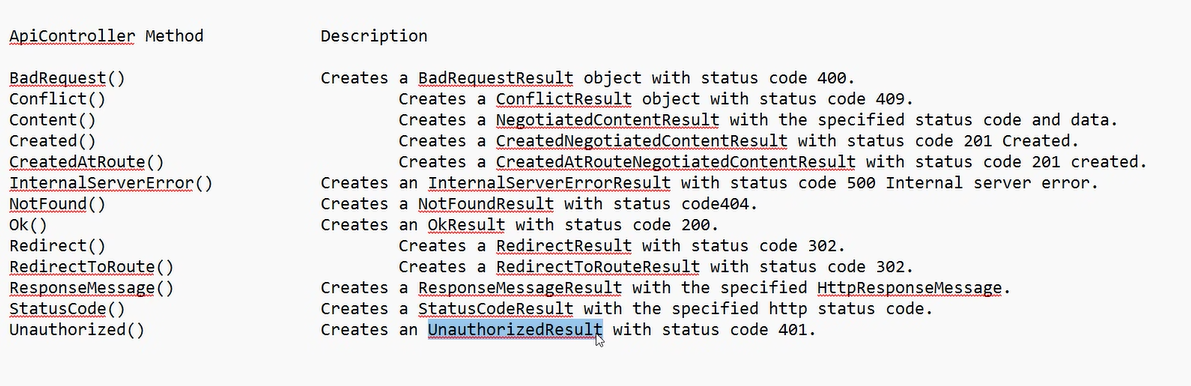 ApiController Method Description
BadRequest() Creates a BadRequestResult object with status code 400.
Conflict() Creates a ConflictResult object with status code 409.
Content() Creates a NegotiatedContentResult with the specified status code and data.
Created() Creates a CreatedNegotiatedContentResult with status code 201 Created.
CreatedAtRoute() Creates a CreatedAtRouteNegotiatedContentResult with status code 201 created.
InternalServerError() Creates an InternalServerErrorResult with status code 500 Internal server error.
NotFound() Creates a NotFoundResult with status code404.
Ok() Creates an OkResult with status code 200.
Redirect() Creates a RedirectResult with status code 302.
RedirectToRoute() Creates a RedirectToRouteResult with status code 302.
ResponseMessage() Creates a ResponseMessageResult with the specified HttpResponseMessage.
StatusCode() Creates a StatusCodeResult with the specified http status code.
Unauthorized() Creates an UnauthorizedResult with status code 401.